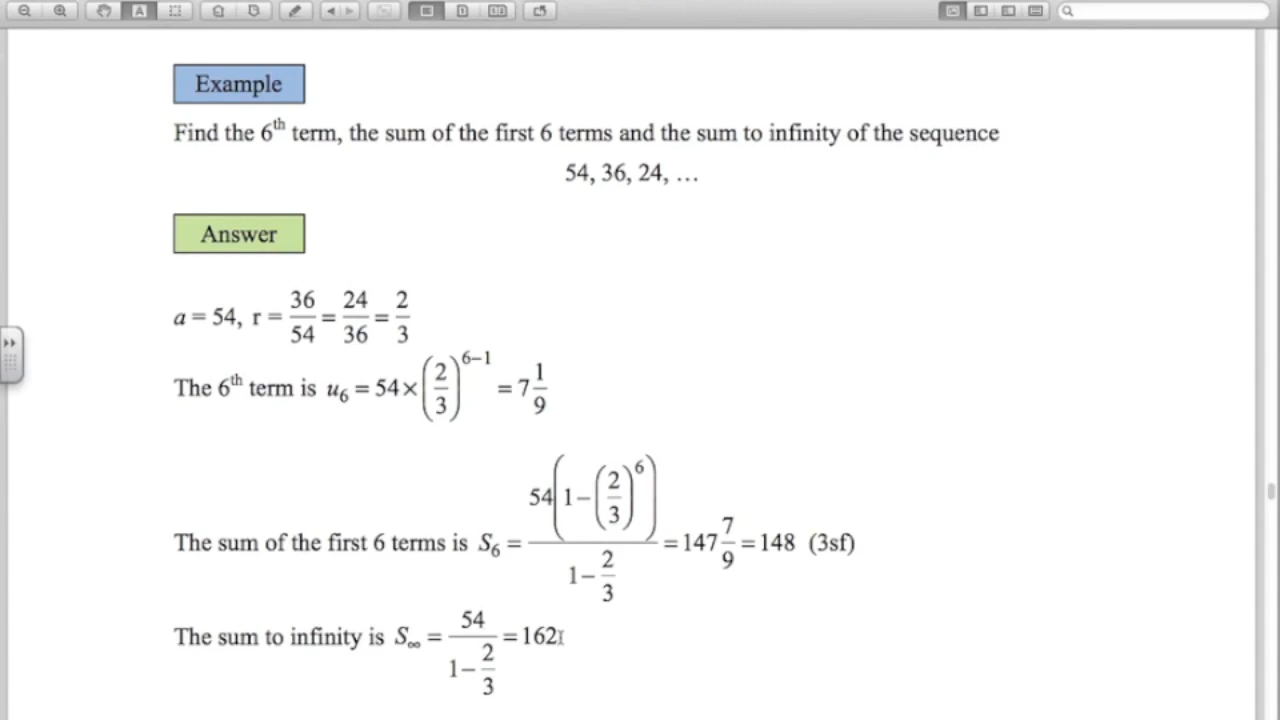 Example
Find the 6th term, the sum of the first 6 terms and the sum to infinity of the sequence
54, 36, 24, …
Answer
a = 54, r = 36/54 = 24/36 = 2/3
The 6th term is u₆ = 54 × (2/3)^(6−1) = 7 1/9
The sum of the first 6 terms is S₆ = 54(1 − (2/3)^6) / (1 − 2/3) = 147 7/9 = 148 (3sf)
The sum to infinity is S∞ = 54 / (1 − 2/3) = 162